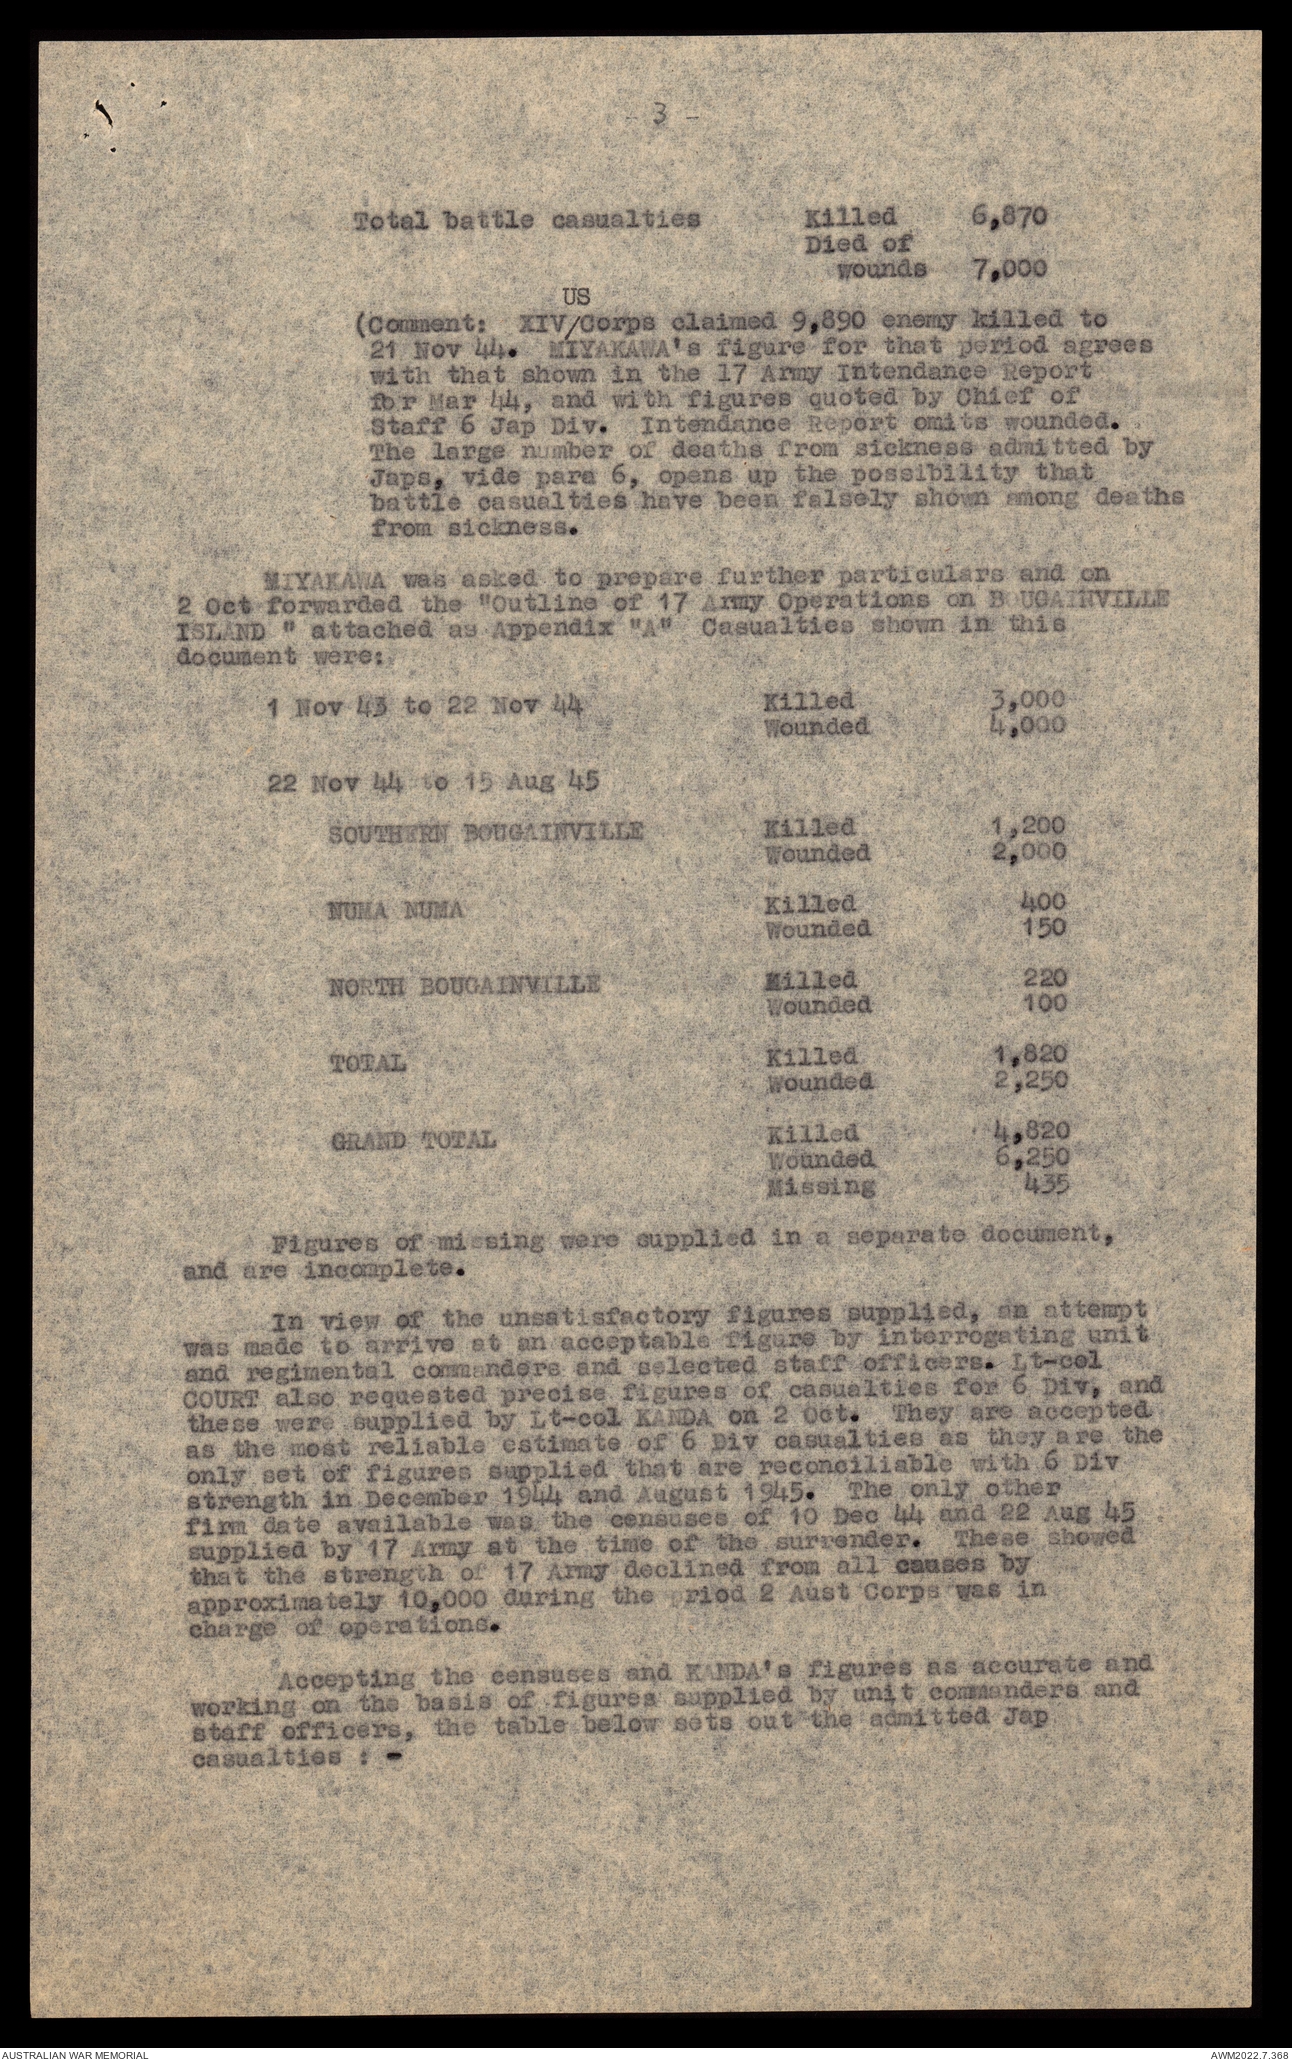 - 3 -
Total battle casualties Killed 6,870
Died of
wounds 7,000
US
(Comment: XIV/Corps claimed 9,890 enemy killed to
21 Nov 44. MIYAKAWA's figure for that period agrees
with that shown in the 17 Army Intendance Report
for Mar 44, and with figures quoted by Chief of
Staff 6 Jap Div. Intendance Report omits wounded.
The large number of deaths from sickness admitted by
Japs, vide para 6, opens up the possibility that
battle casualties have been falsely shown among deaths
from sickness.
MIYAKAWA was asked to prepare further particulars and on
2 Oct forwarded the "Outline of 17 Army Operations on BOUGAINVILLE
ISLAND " attached as Appendix "A" Casualties shown in this
document were:
1 Nov 43 to 22 Nov 44 Killed 3,000
Wounded 4,000
22 Nov 44 to 15 Aug 45
SOUTHERN BOUGAINVILLE Killed 1,200
Wounded 2,000
NUMA NUMA Killed 400
Wounded 150
NORTH BOUGAINVILLE Killed 220
Wounded 100
TOTAL Killed 1,820
Wounded 2,250
GRAND TOTAL Killed 4,820
Wounded 6,250
Missing 435
Figures of missing were supplied in a separate document,
and are incomplete.
In view of the unsatisfactory figures supplied, an attempt
was made to arrive at an acceptable figure by interrogating unit
and regimental commanders and selected staff officers. Lt-col
COURT also requested precise figures of casualties for 6 Div, and
these were supplied by Lt-col KANDA on 2 Oct. They are accepted
as the most reliable estimate of 6 Div casualties as they are the
only set of figures supplied that are reconciliable with 6 Div
strength in December 1944 and August 1945. The only other
firm date available was the censuses of 10 Dec 44 and 22 Aug 45
supplied by 17 Army at the time of the surrender. These showed
that the strength of 17 Army declined from all causes by
approximately 10,000 during the priod 2 Aust Corps was in
charge of operations.
Accepting the censuses and KANDA's figures as accurate and
working on the basis of figures supplied by unit commanders and
staff officers, the table below sets out the admitted Jap
casualties : -
AUSTRALIAN WAR MEMORIAL
AWM2022.7.368